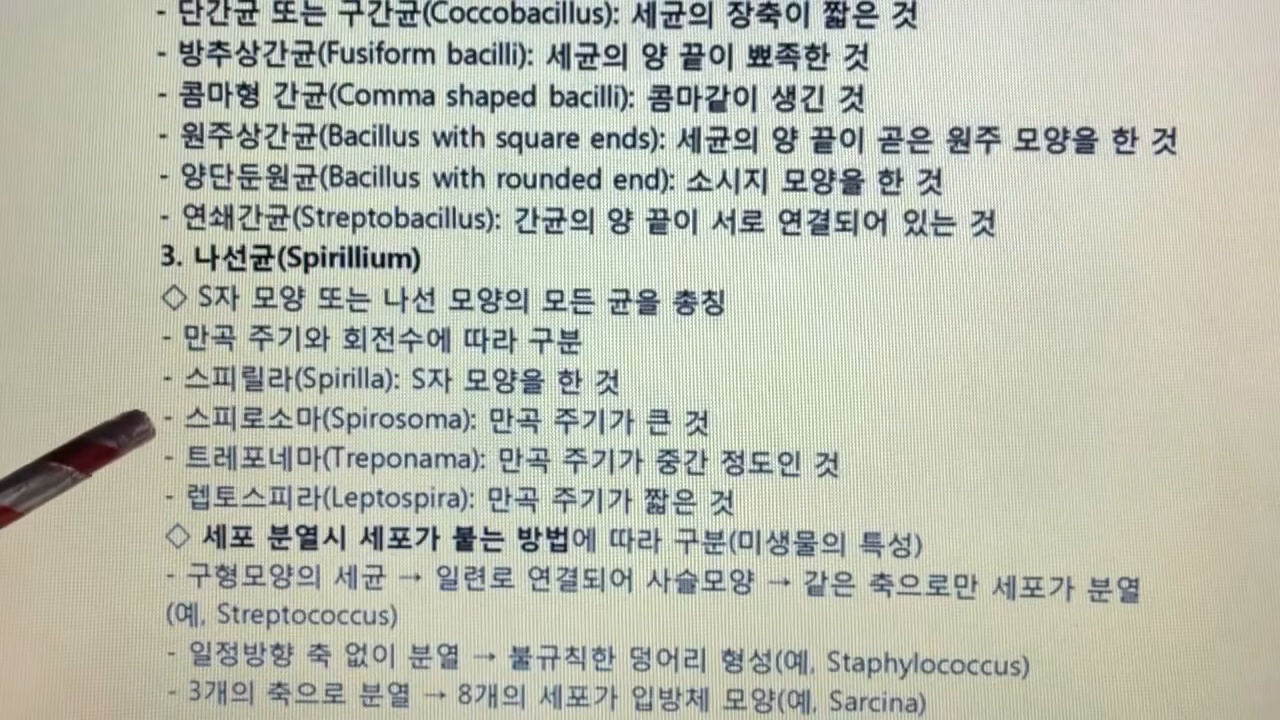 - 단간균 또는 구간균(Coccobacillus): 세균의 장축이 짧은 것
- 방추상간균(Fusiform bacilli): 세균의 양 끝이 뾰족한 것
- 콤마형 간균(Comma shaped bacilli): 콤마같이 생긴 것
- 원주상간균(Bacillus with square ends): 세균의 양 끝이 곧은 원주 모양을 한 것
- 양단둔원균(Bacillus with rounded end): 소시지 모양을 한 것
- 연쇄간균(Streptobacillus): 간균의 양 끝이 서로 연결되어 있는 것
3. 나선균(Spirillium)
◇ S자 모양 또는 나선 모양의 모든 균을 총칭
- 만곡 주기와 회전수에 따라 구분
- 스피릴라(Spirilla): S자 모양을 한 것
- 스피로소마(Spirosoma): 만곡 주기가 큰 것
- 트레포네마(Treponama): 만곡 주기가 중간 정도인 것
- 렙토스피라(Leptospira): 만곡 주기가 짧은 것
◇ 세포 분열시 세포가 붙는 방법에 따라 구분(미생물의 특성)
- 구형모양의 세균 → 일련로 연결되어 사슬모양 → 같은 축으로만 세포가 분열
(예, Streptococcus)
- 일정방향 축 없이 분열 → 불규칙한 덩어리 형성(예, Staphylococcus)
- 3개의 축으로 분열 → 8개의 세포가 입방체 모양(예, Sarcina)